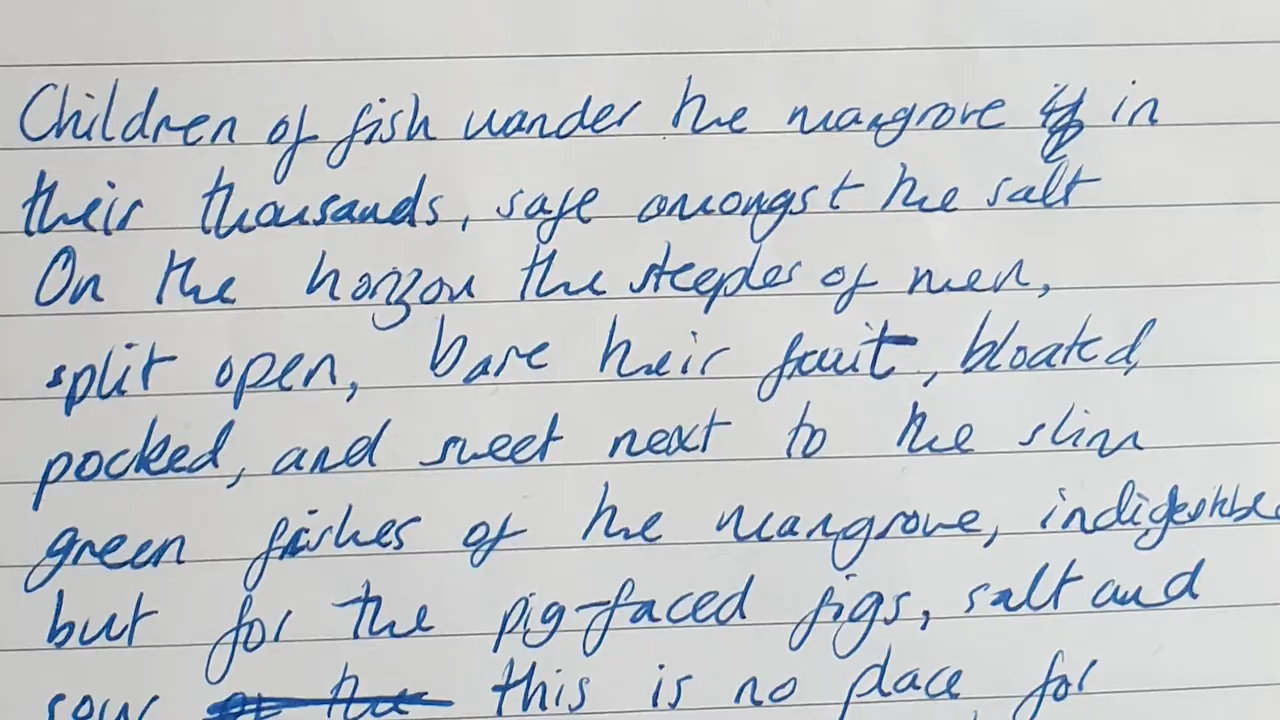 Children of fish wander the mangrove in
their thousands, safe amongst the salt
On the horizon the steeples of men,
split open, bare their fruit, bloated,
pocked, and sweet next to the slim
green fishes of the mangrove, indigestible
but for the pig-faced figs, salt and
sour this is no place for